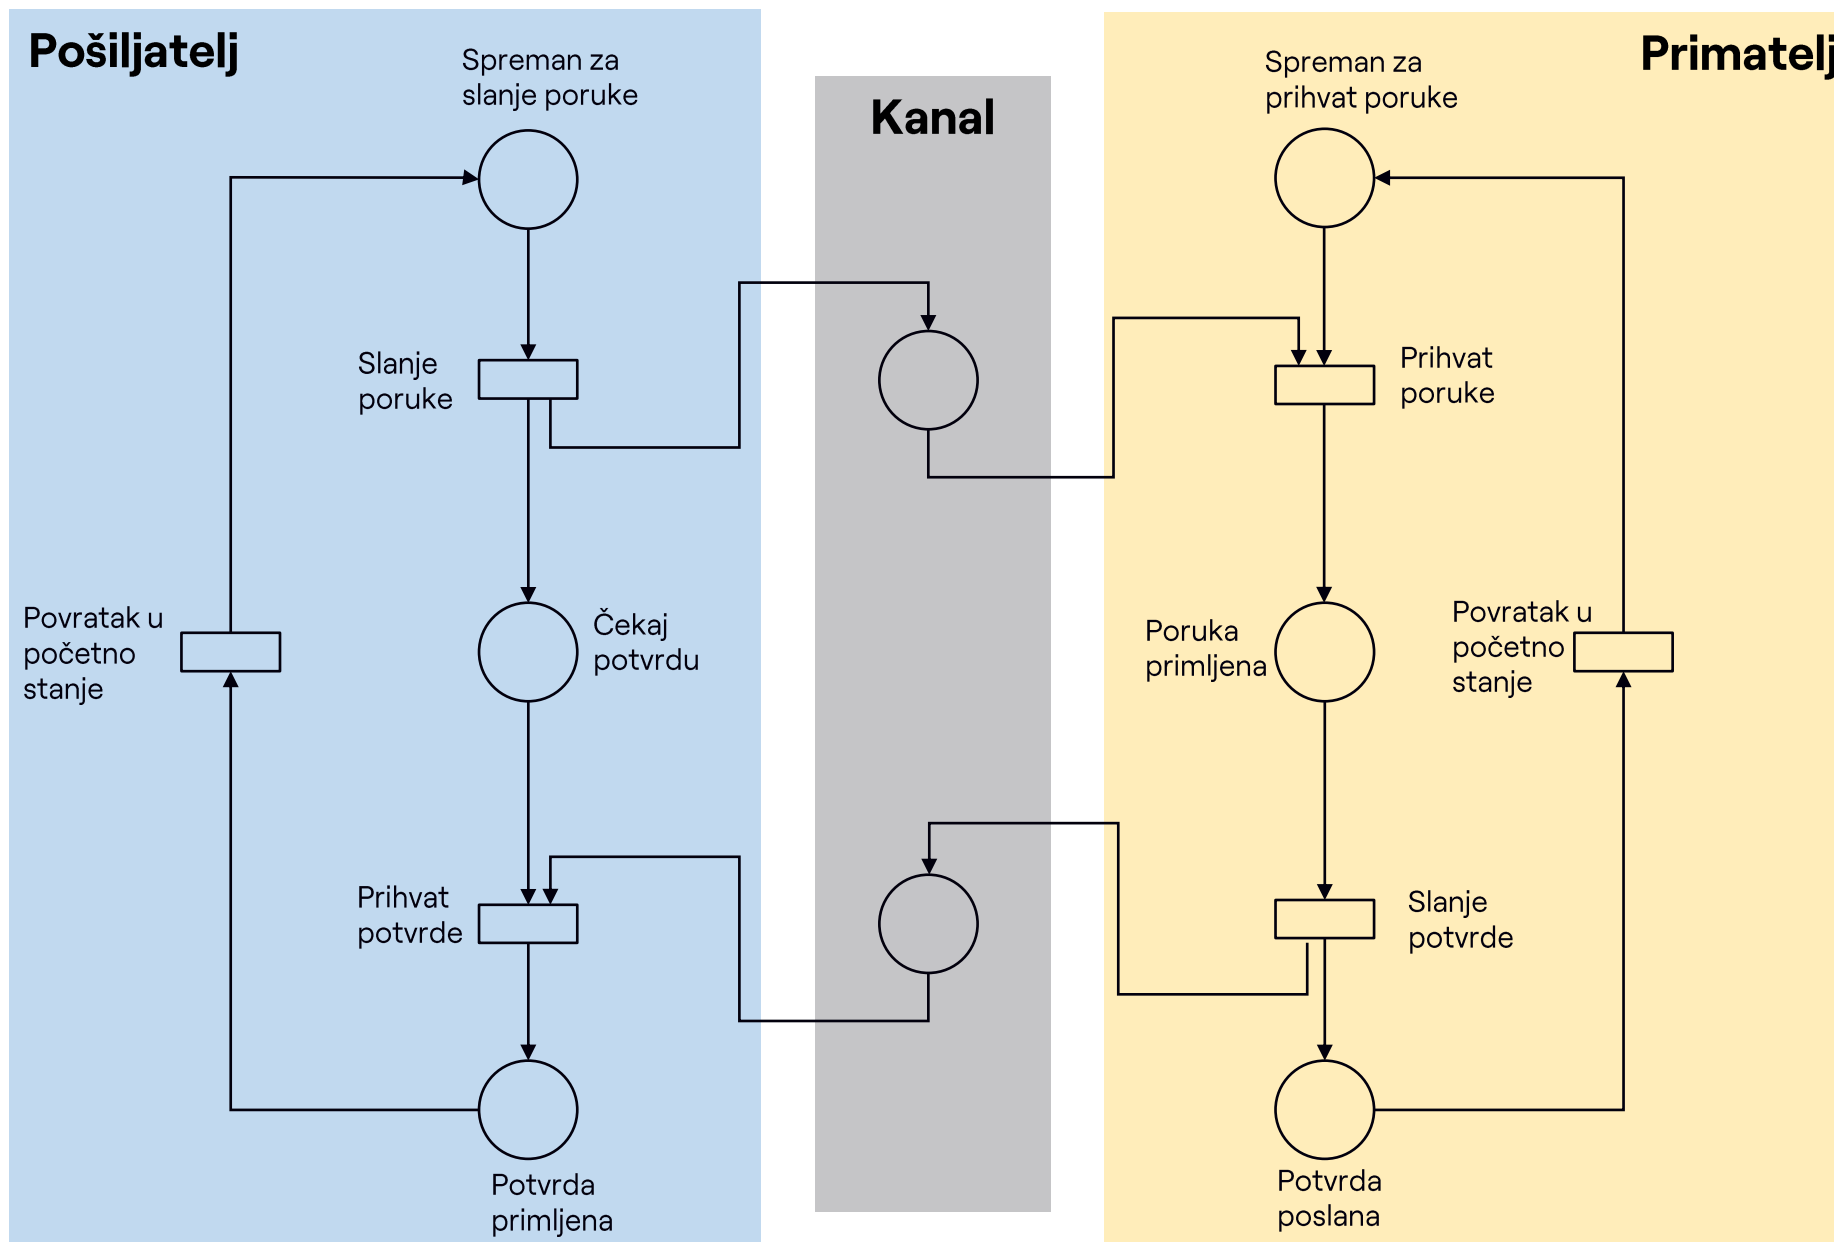 Pošiljatelj
Spreman za
slanje poruke
Slanje
poruke
Povratak u
početno
stanje
Čekaj
potvrdu
Prihvat
potvrde
Potvrda
primljena
Kanal
Primatelj
Spreman za
prihvat poruke
Prihvat
poruke
Poruka
primljena
Povratak u
početno
stanje
Slanje
potvrde
Potvrda
poslana